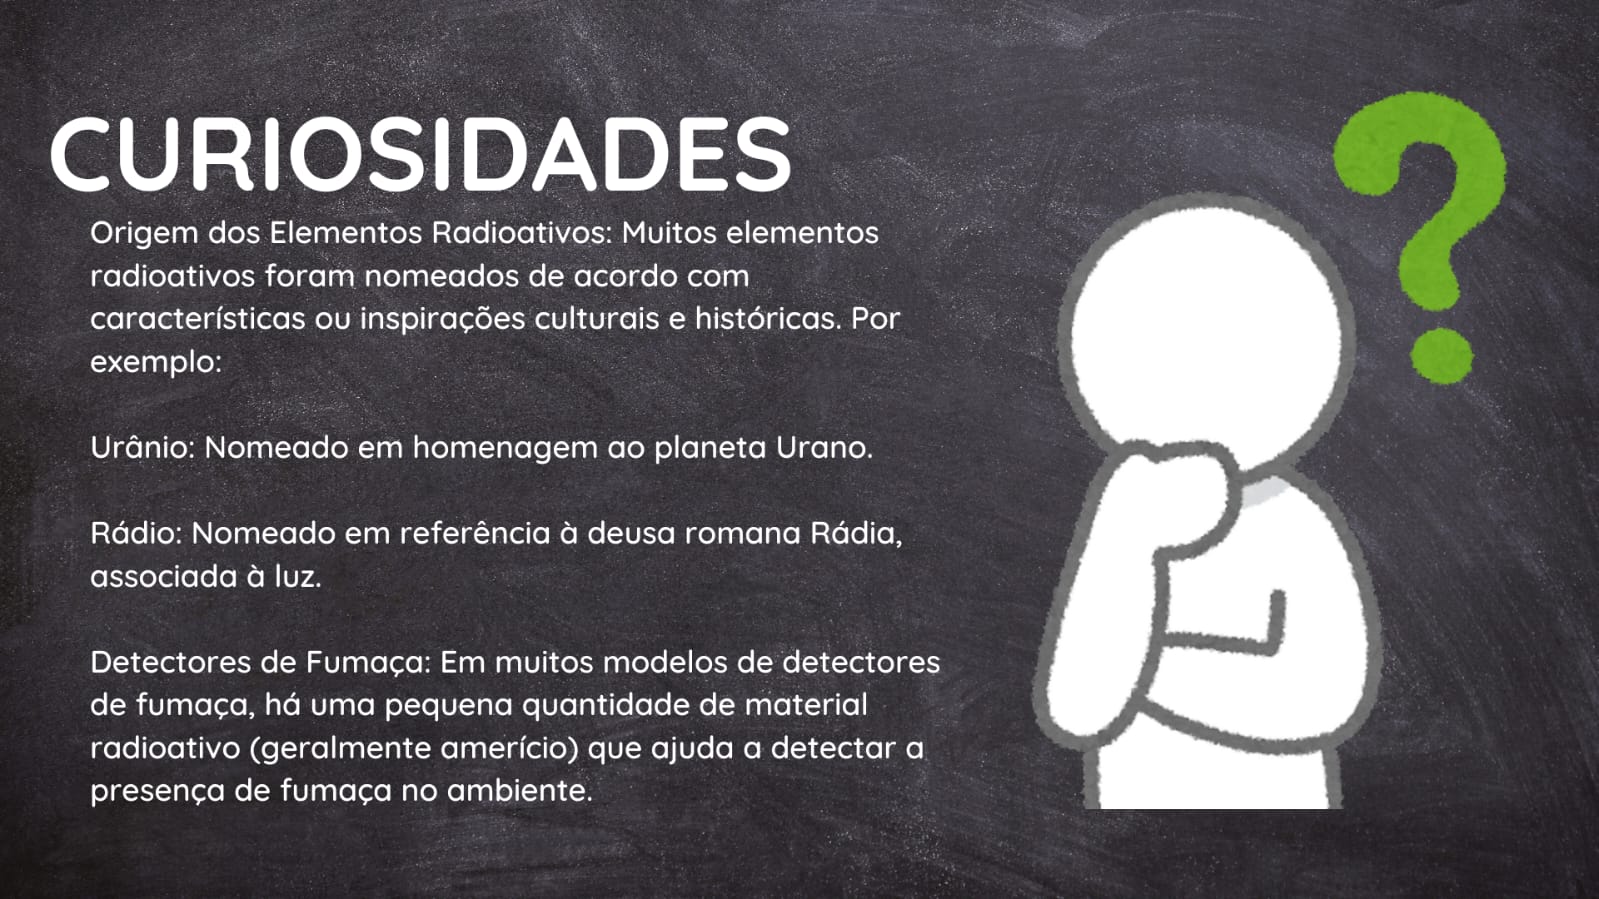 CURIOSIDADES
Origem dos Elementos Radioativos: Muitos elementos
radioativos foram nomeados de acordo com
características ou inspirações culturais e históricas. Por
exemplo:
Urânio: Nomeado em homenagem ao planeta Urano.
Rádio: Nomeado em referência à deusa romana Rádia,
associada à luz.
Detectores de Fumaça: Em muitos modelos de detectores
de fumaça, há uma pequena quantidade de material
radioativo (geralmente amerício) que ajuda a detectar a
presença de fumaça no ambiente.
?